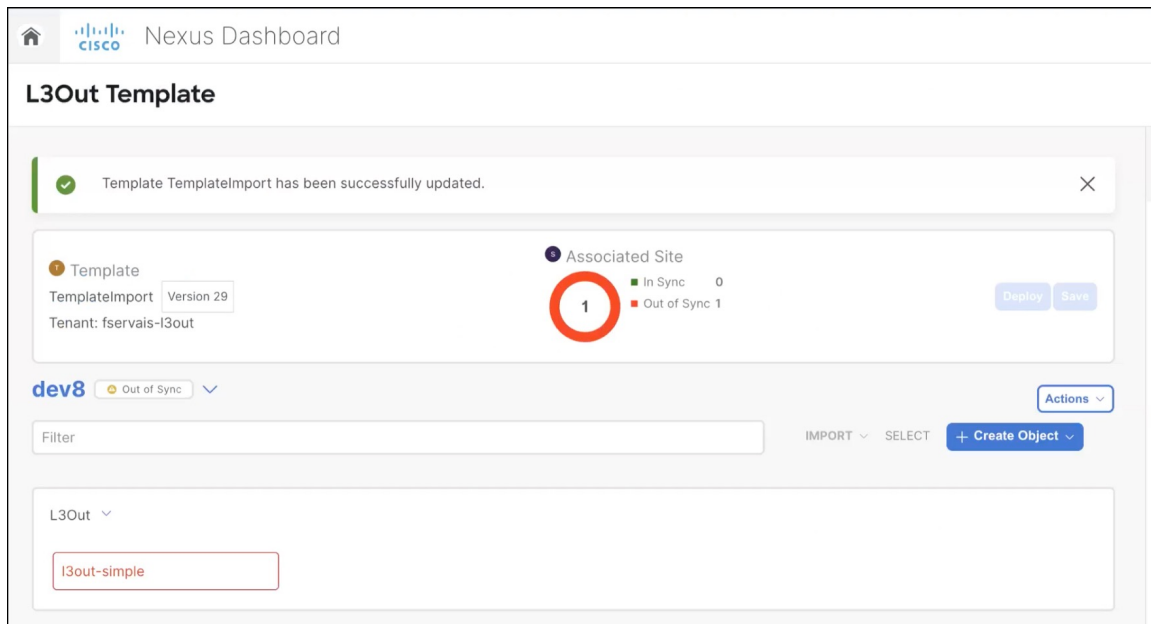 CISCO Nexus Dashboard
L3Out Template
Template TemplateImport has been successfully updated.
T Template
TemplateImport Version 29
Tenant: fservais-l3out
S Associated Site
1
In Sync 0
Out of Sync 1
Deploy Save
dev8 Out of Sync
Actions
Filter
IMPORT SELECT + Create Object
L3Out
l3out-simple